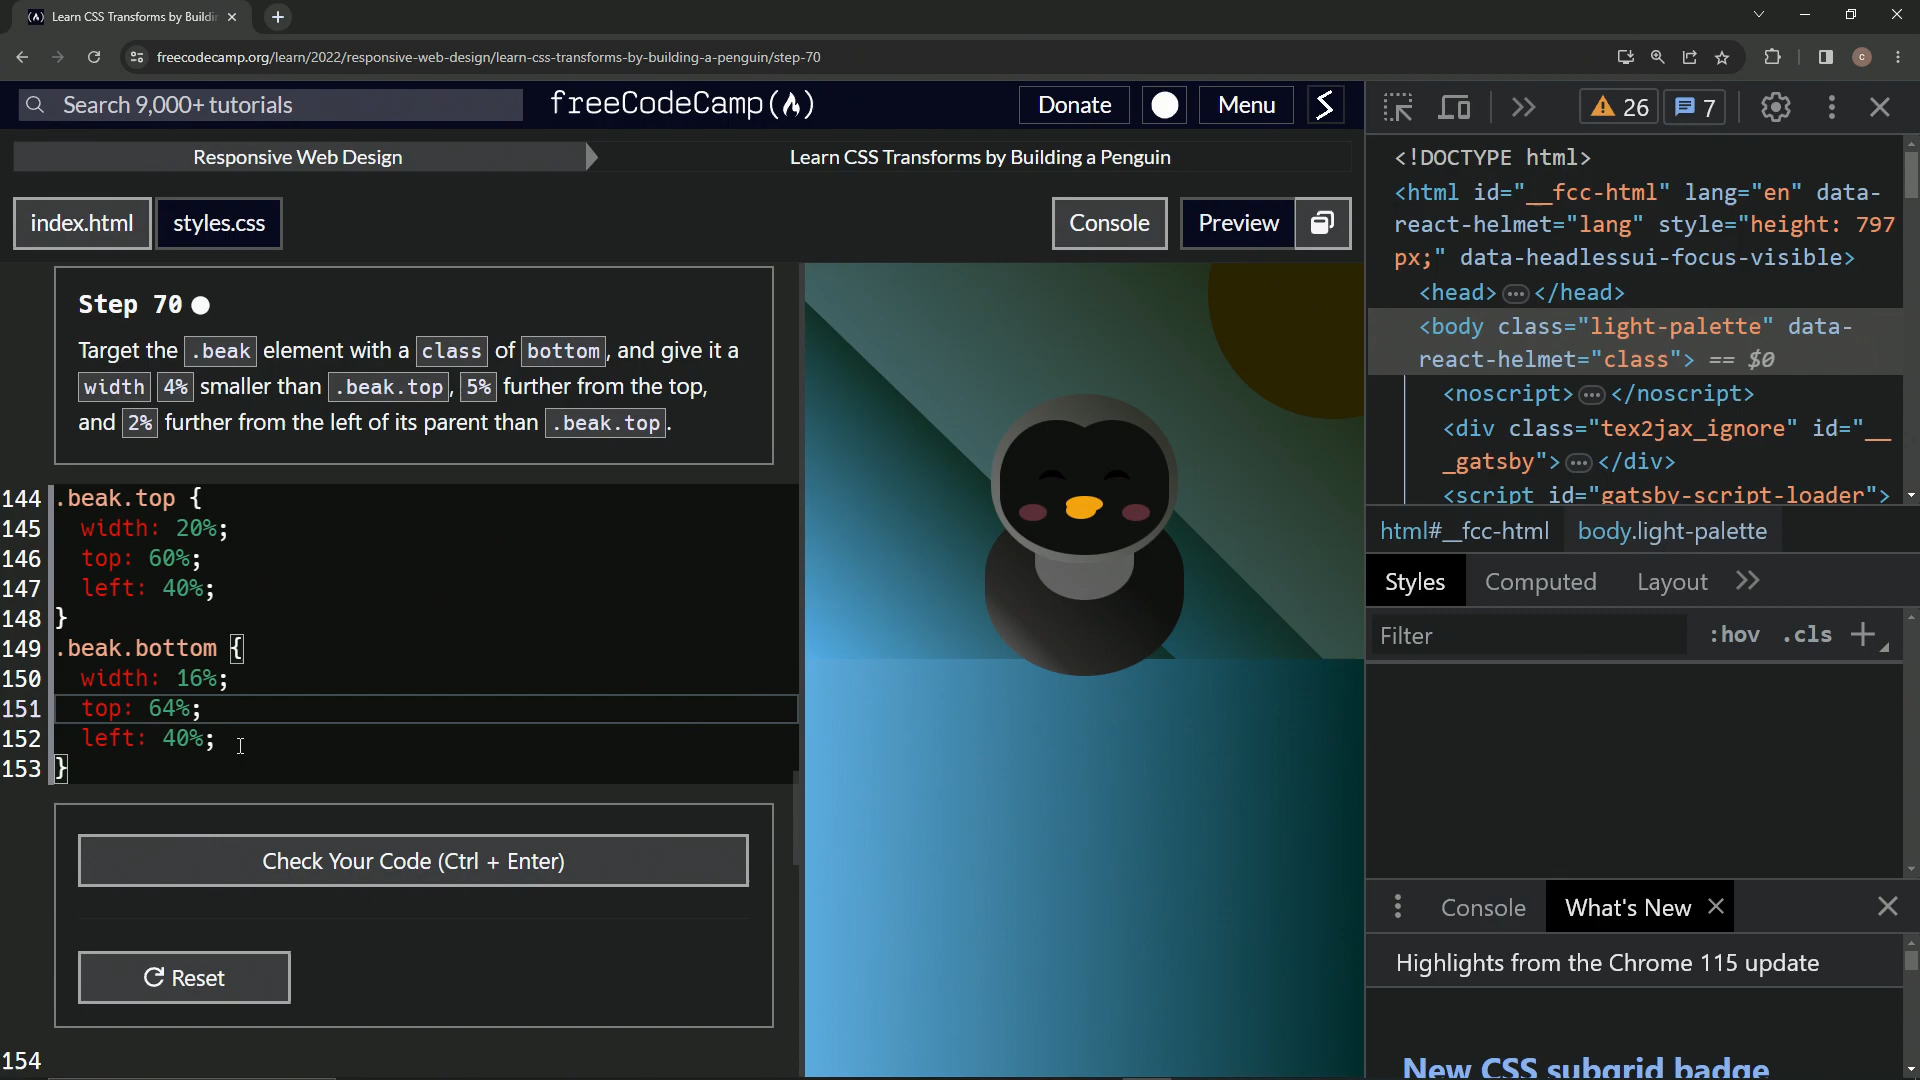 Learn CSS Transforms by Buildin
freecodecamp.org/learn/2022/responsive-web-design/learn-css-transforms-by-building-a-penguin/step-70
C
Search 9,000+ tutorials
freeCodeCamp
Donate
Menu
Responsive Web Design
Learn CSS Transforms by Building a Penguin
index.html
styles.css
Console
Preview
Step 70
Target the .beak element with a class of bottom, and give it a
width 4% smaller than .beak.top, 5% further from the top,
and 2% further from the left of its parent than .beak.top.
144 .beak.top {
145 width: 20%;
146 top: 60%;
147 left: 40%;
148 }
149 .beak.bottom {
150 width: 16%;
151 top: 64%;
152 left: 40%;
153 }
Check Your Code (Ctrl + Enter)
Reset
154
26
7
<!DOCTYPE html>
<html id="__fcc-html" lang="en" data-
react-helmet="lang" style="height: 797
px;" data-headlessui-focus-visible>
<head> ... </head>
<body class="light-palette" data-
react-helmet="class"> == $0
<noscript> ... </noscript>
<div class="tex2jax_ignore" id="__
_gatsby"> ... </div>
<script id="gatsby-script-loader">
html#__fcc-html
body.light-palette
Styles
Computed
Layout
Filter
:hov
.cls
Console
What's New
Highlights from the Chrome 115 update
New CSS subgrid badge